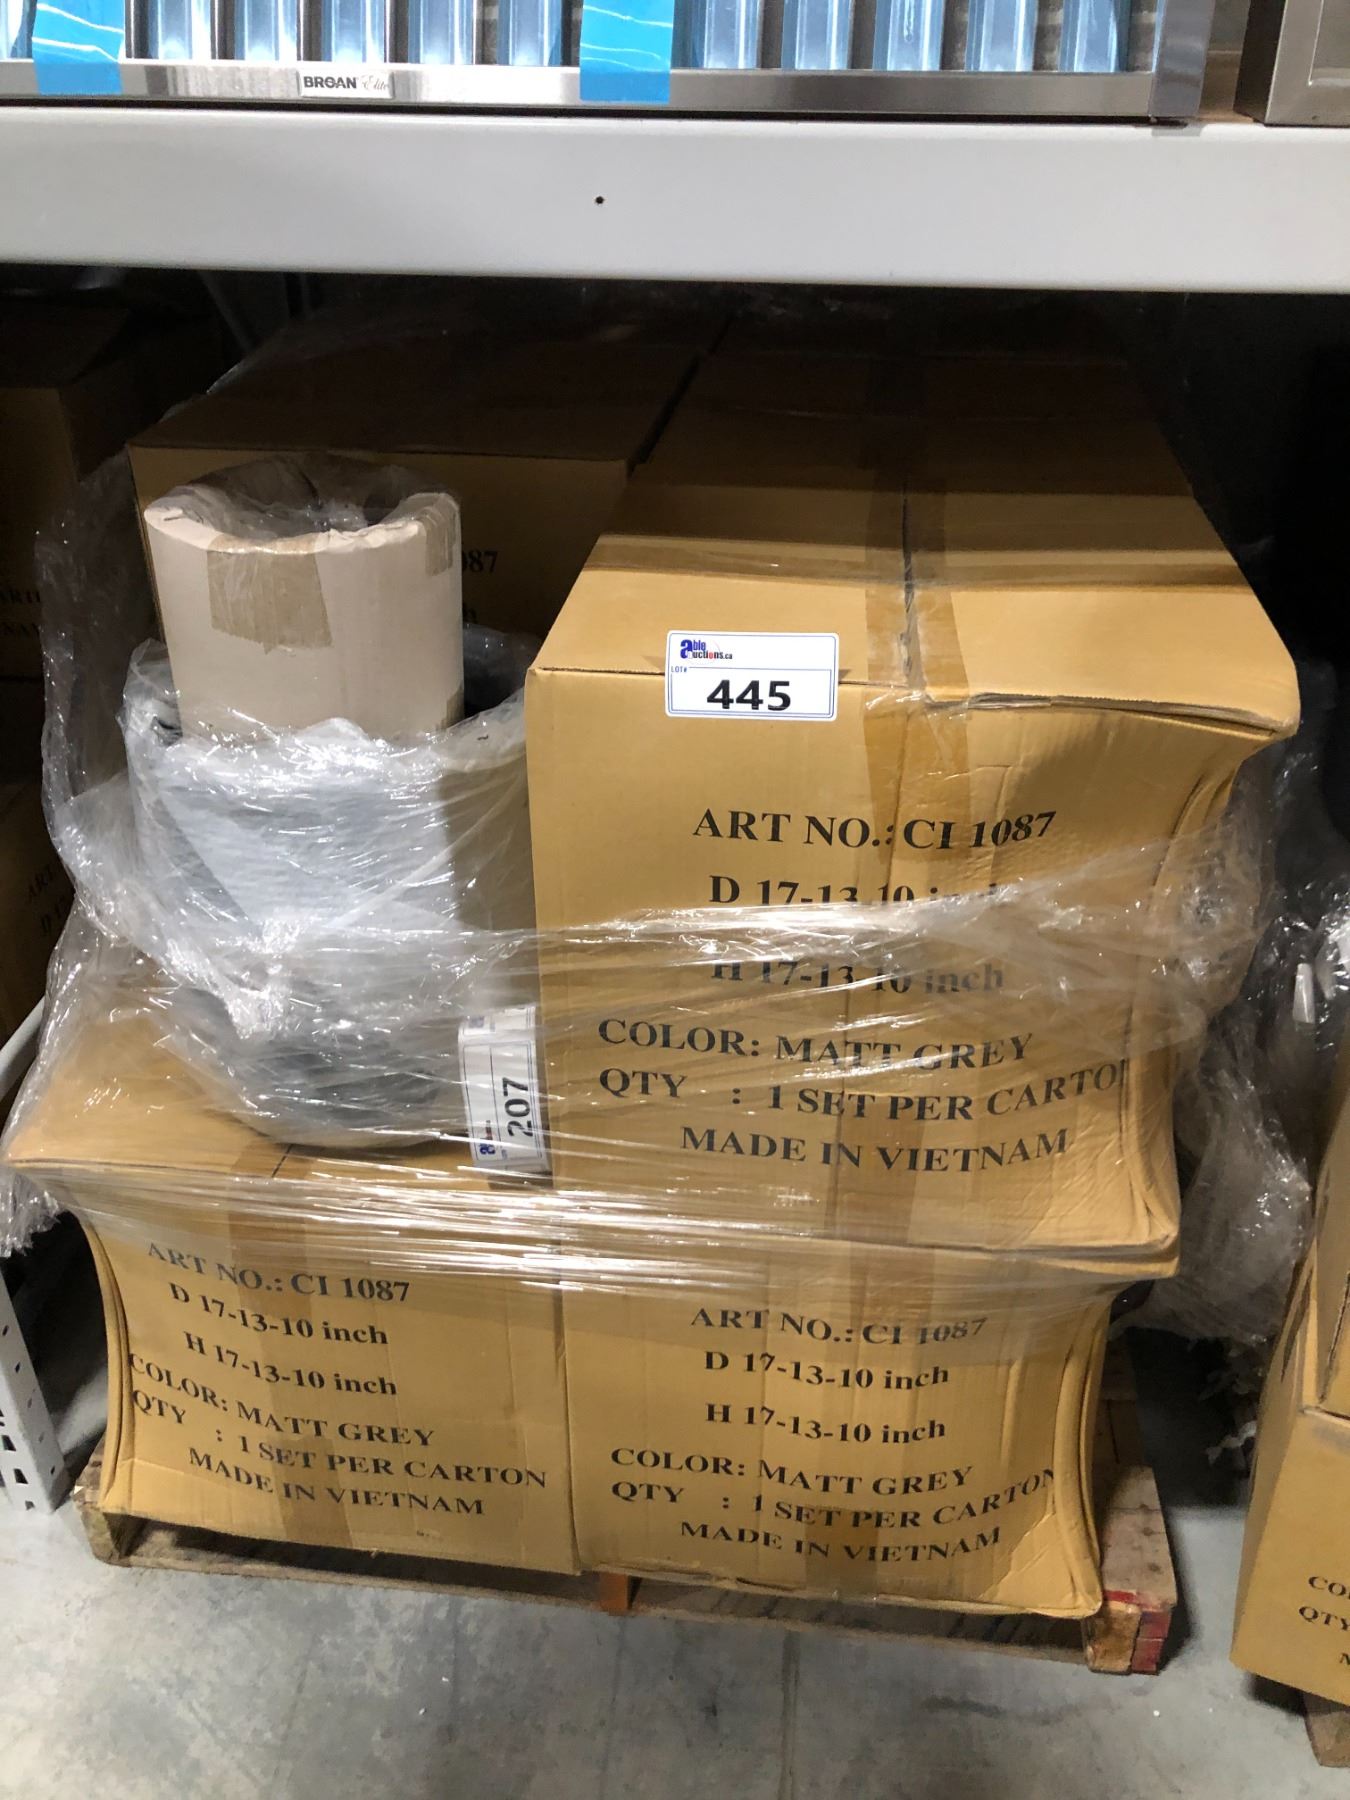 BROAN Elite
able auctions.ca
LOT#
445
087
ART NO.: CI 1087
D 17-13-10 inch
H 17-13-10 inch
COLOR: MATT GREY
QTY : 1 SET PER CARTON
MADE IN VIETNAM
207
ART NO.: CI 1087
D 17-13-10 inch
H 17-13-10 inch
COLOR: MATT GREY
QTY : 1 SET PER CARTON
MADE IN VIETNAM
ART NO.: CI 1087
D 17-13-10 inch
H 17-13-10 inch
COLOR: MATT GREY
QTY : 1 SET PER CARTON
MADE IN VIETNAM
QTY